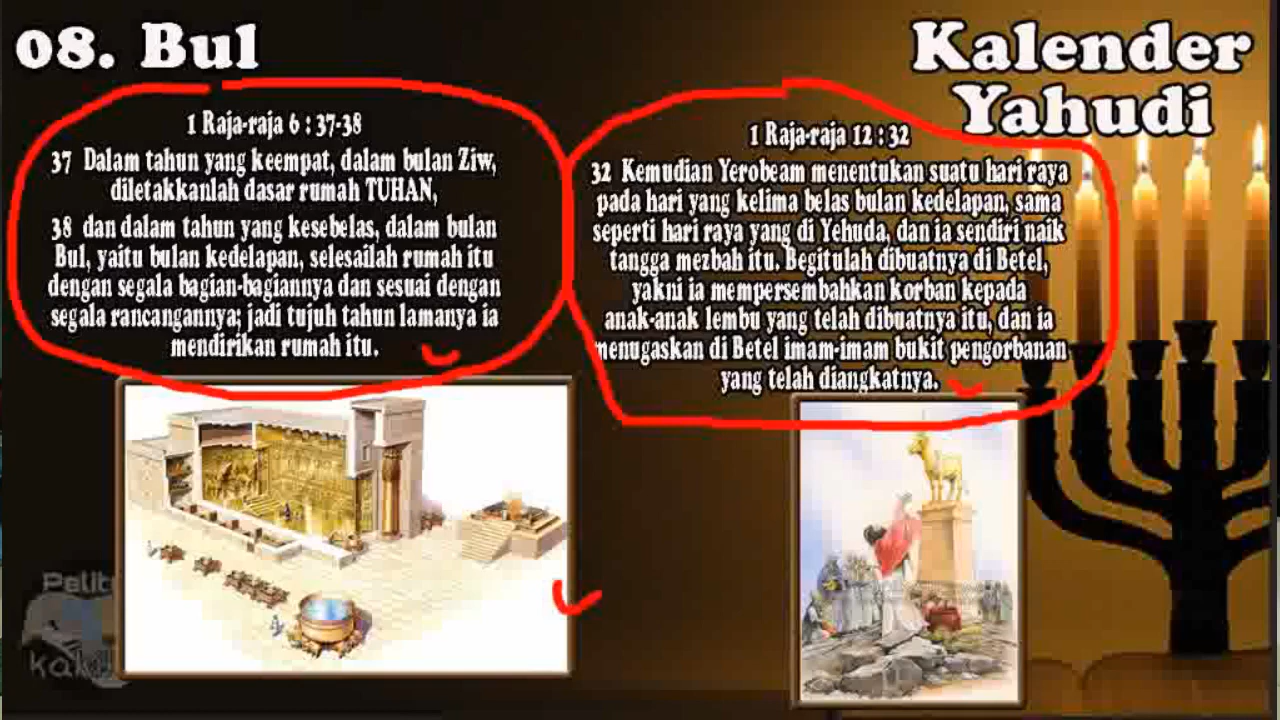 08. Bul
Kalender
Yahudi
1 Raja-raja 6 : 37-38
37 Dalam tahun yang keempat, dalam bulan Ziw,
diletakkanlah dasar rumah TUHAN,
38 dan dalam tahun yang kesebelas, dalam bulan
Bul, yaitu bulan kedelapan, selesailah rumah itu
dengan segala bagian-bagiannya dan sesuai dengan
segala rancangannya; jadi tujuh tahun lamanya ia
mendirikan rumah itu.
1 Raja-raja 12 : 32
32 Kemudian Yerobeam menentukan suatu hari raya
pada hari yang kelima belas bulan kedelapan, sama
seperti hari raya yang di Yehuda, dan ia sendiri naik
tangga mezbah itu. Begitulah dibuatnya di Betel,
yakni ia mempersembahkan korban kepada
anak-anak lembu yang telah dibuatnya itu, dan ia
menugaskan di Betel imam-imam bukit pengorbanan
yang telah diangkatnya.